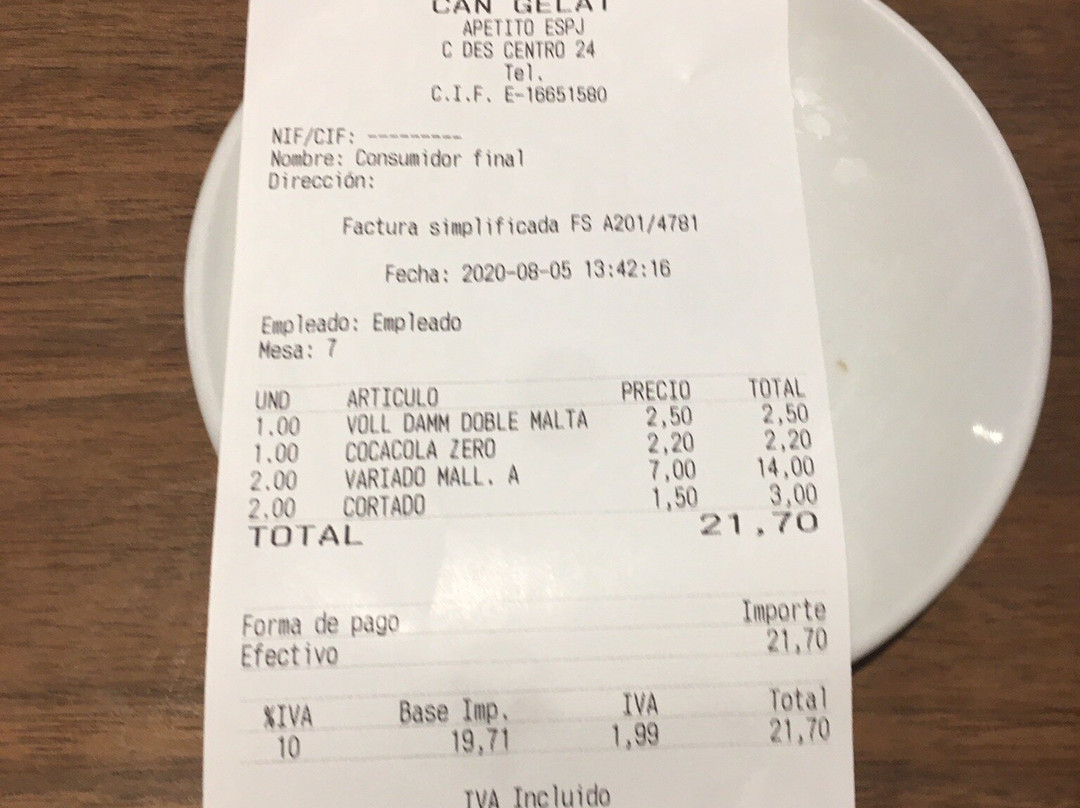 CAN GELAT
APETITO ESPJ
C DES CENTRO 24
Tel.
C.I.F. E-16651580
NIF/CIF: ---------
Nombre: Consumidor final
Dirección:
Factura simplificada FS A201/4781
Fecha: 2020-08-05 13:42:16
Empleado: Empleado
Mesa: 7
UND ARTICULO PRECIO TOTAL
1.00 VOLL DAMM DOBLE MALTA 2,50 2,50
1.00 COCACOLA ZERO 2,20 2,20
2.00 VARIADO MALL. A 7,00 14,00
2.00 CORTADO 1,50 3,00
TOTAL 21,70
Forma de pago Importe
Efectivo 21,70
%IVA Base Imp. IVA Total
10 19,71 1,99 21,70
IVA Incluido